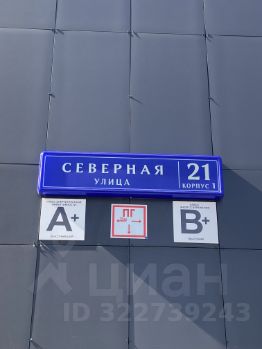 СЕВЕРНАЯ
УЛИЦА
21
КОРПУС 1
A+
ПГ
B+
циан
ID 322739243